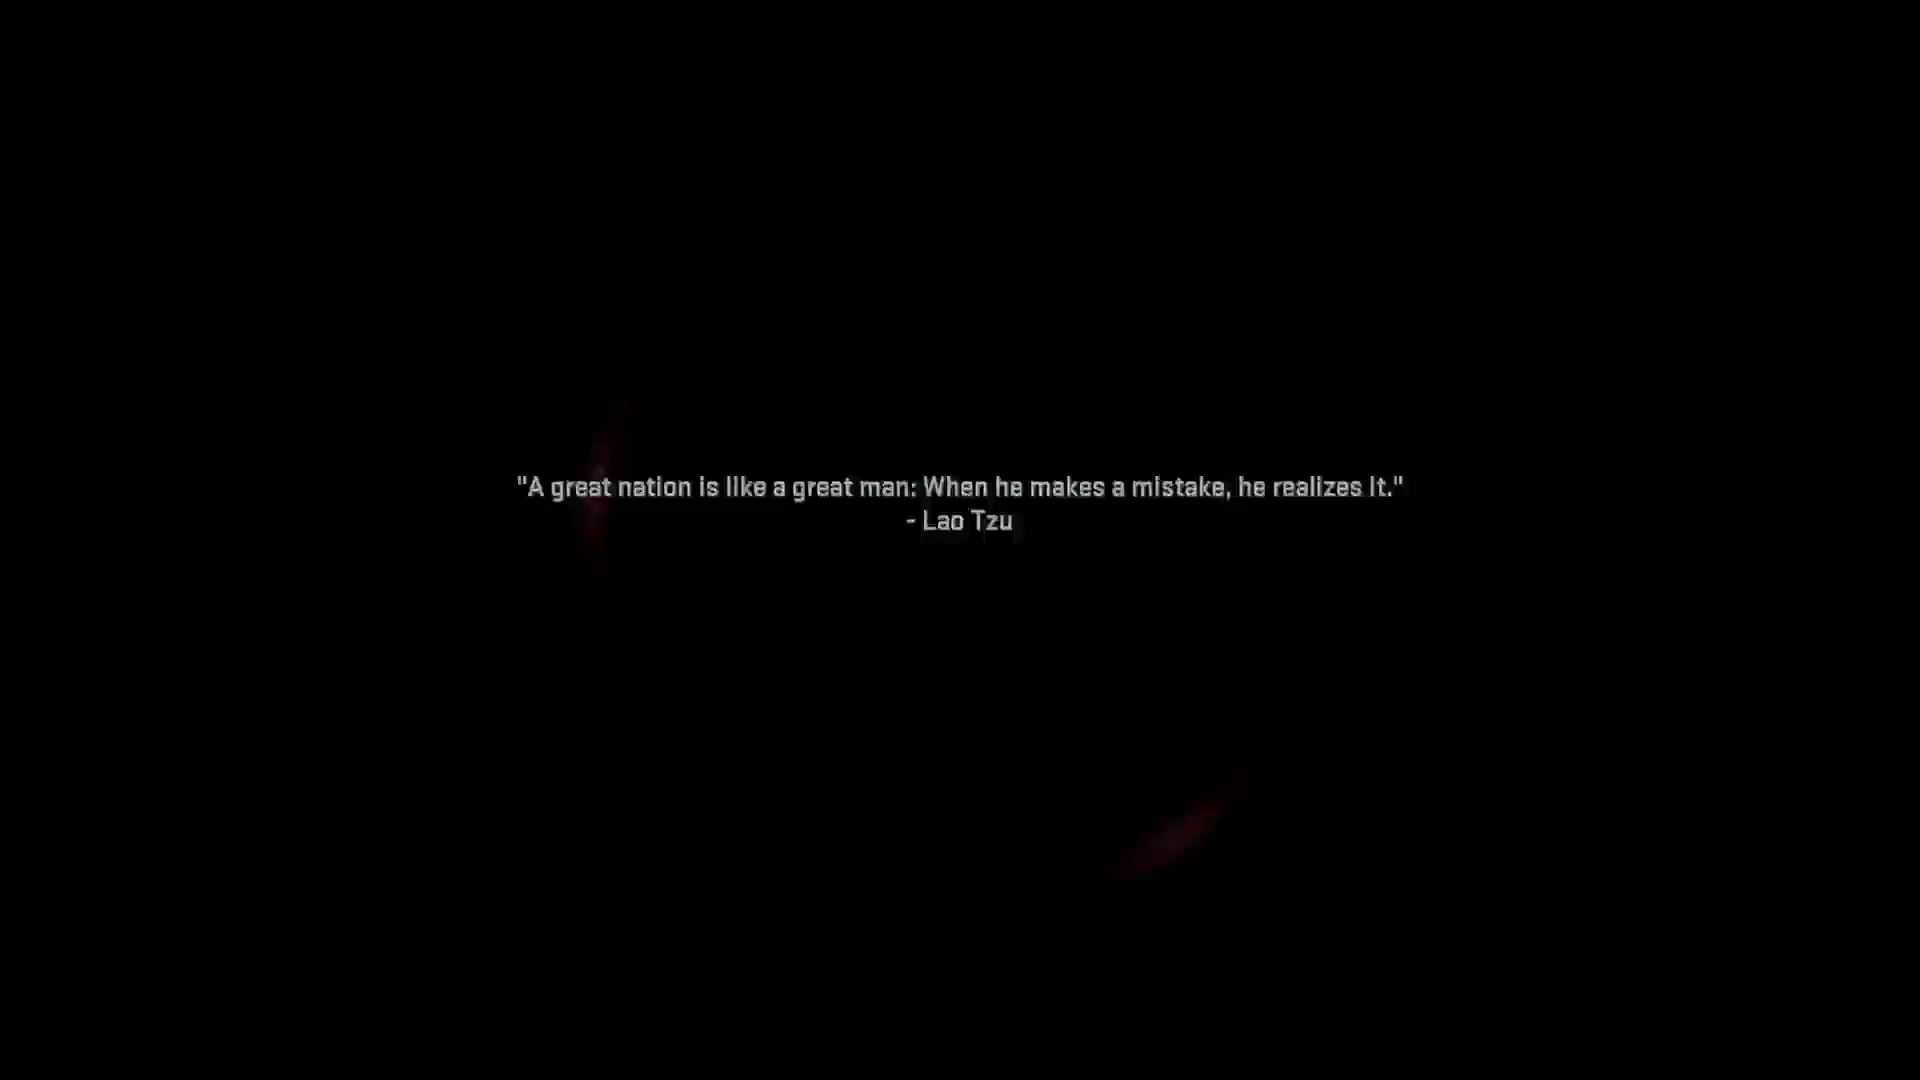 "A great nation is like a great man: When he makes a mistake, he realizes it."
- Lao Tzu